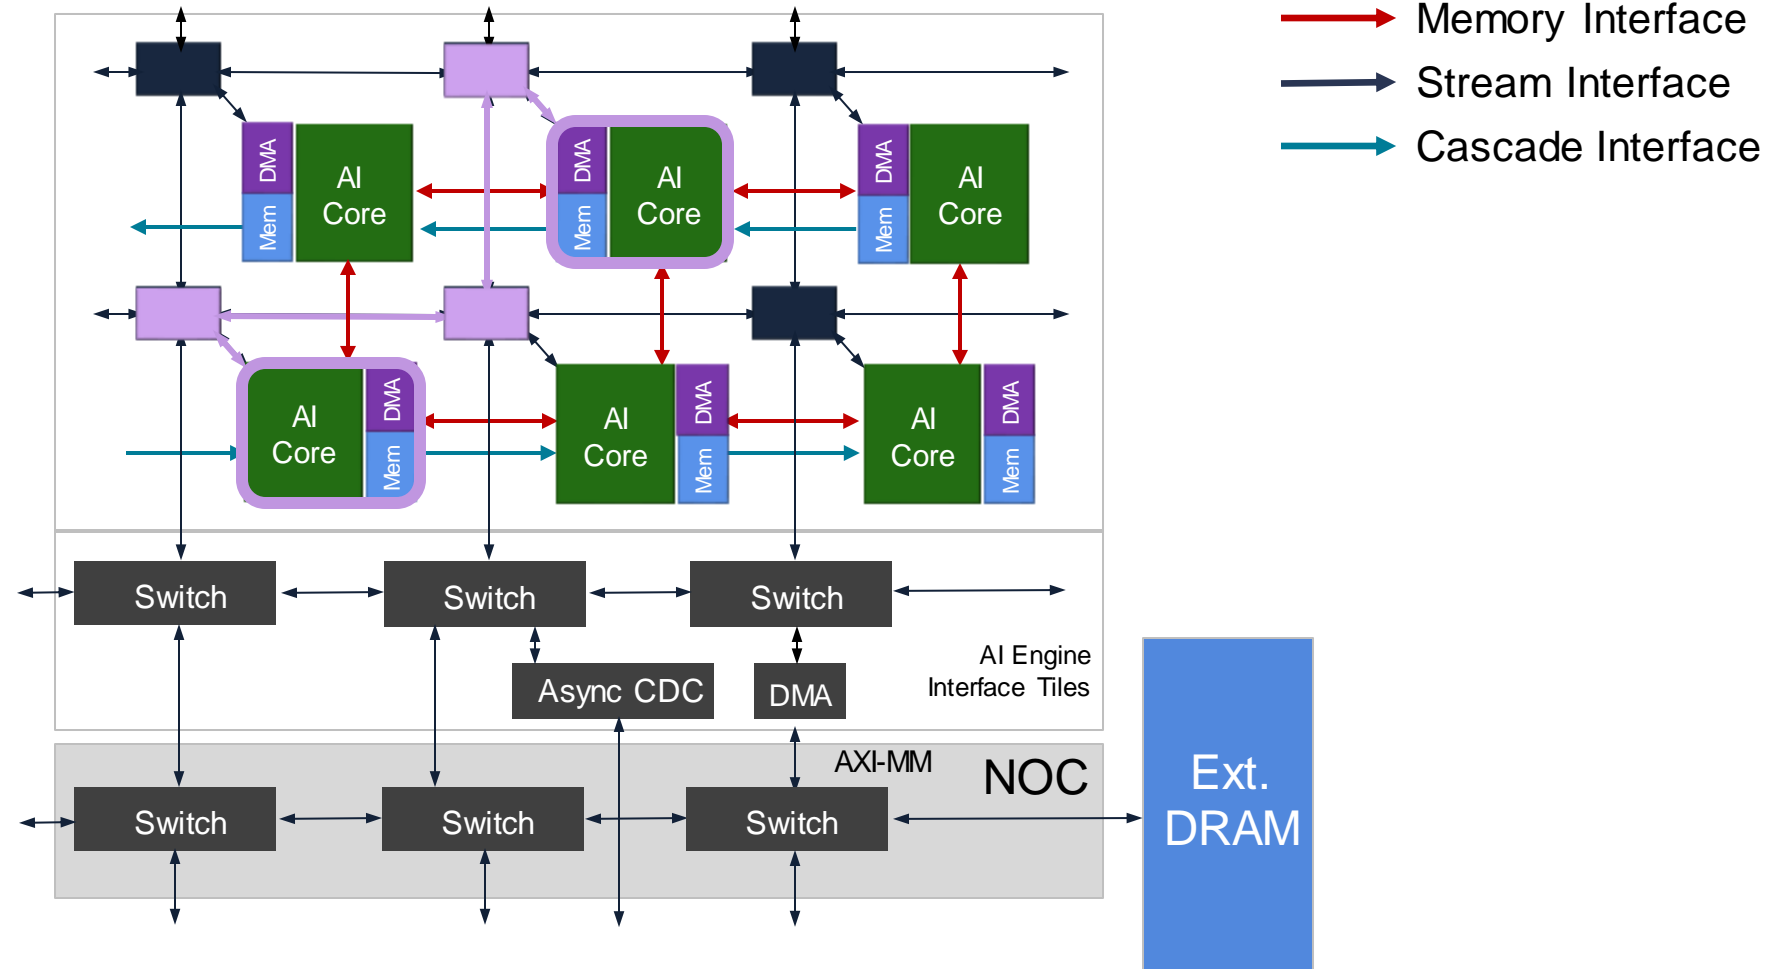 Memory Interface
Stream Interface
Cascade Interface
DMA
Mem
AI
Core
DMA
Mem
AI
Core
DMA
Mem
AI
Core
AI
Core
DMA
Mem
AI
Core
DMA
Mem
AI
Core
DMA
Mem
Switch
Switch
Switch
Async CDC
DMA
AI Engine
Interface Tiles
AXI-MM
NOC
Switch
Switch
Switch
Ext.
DRAM